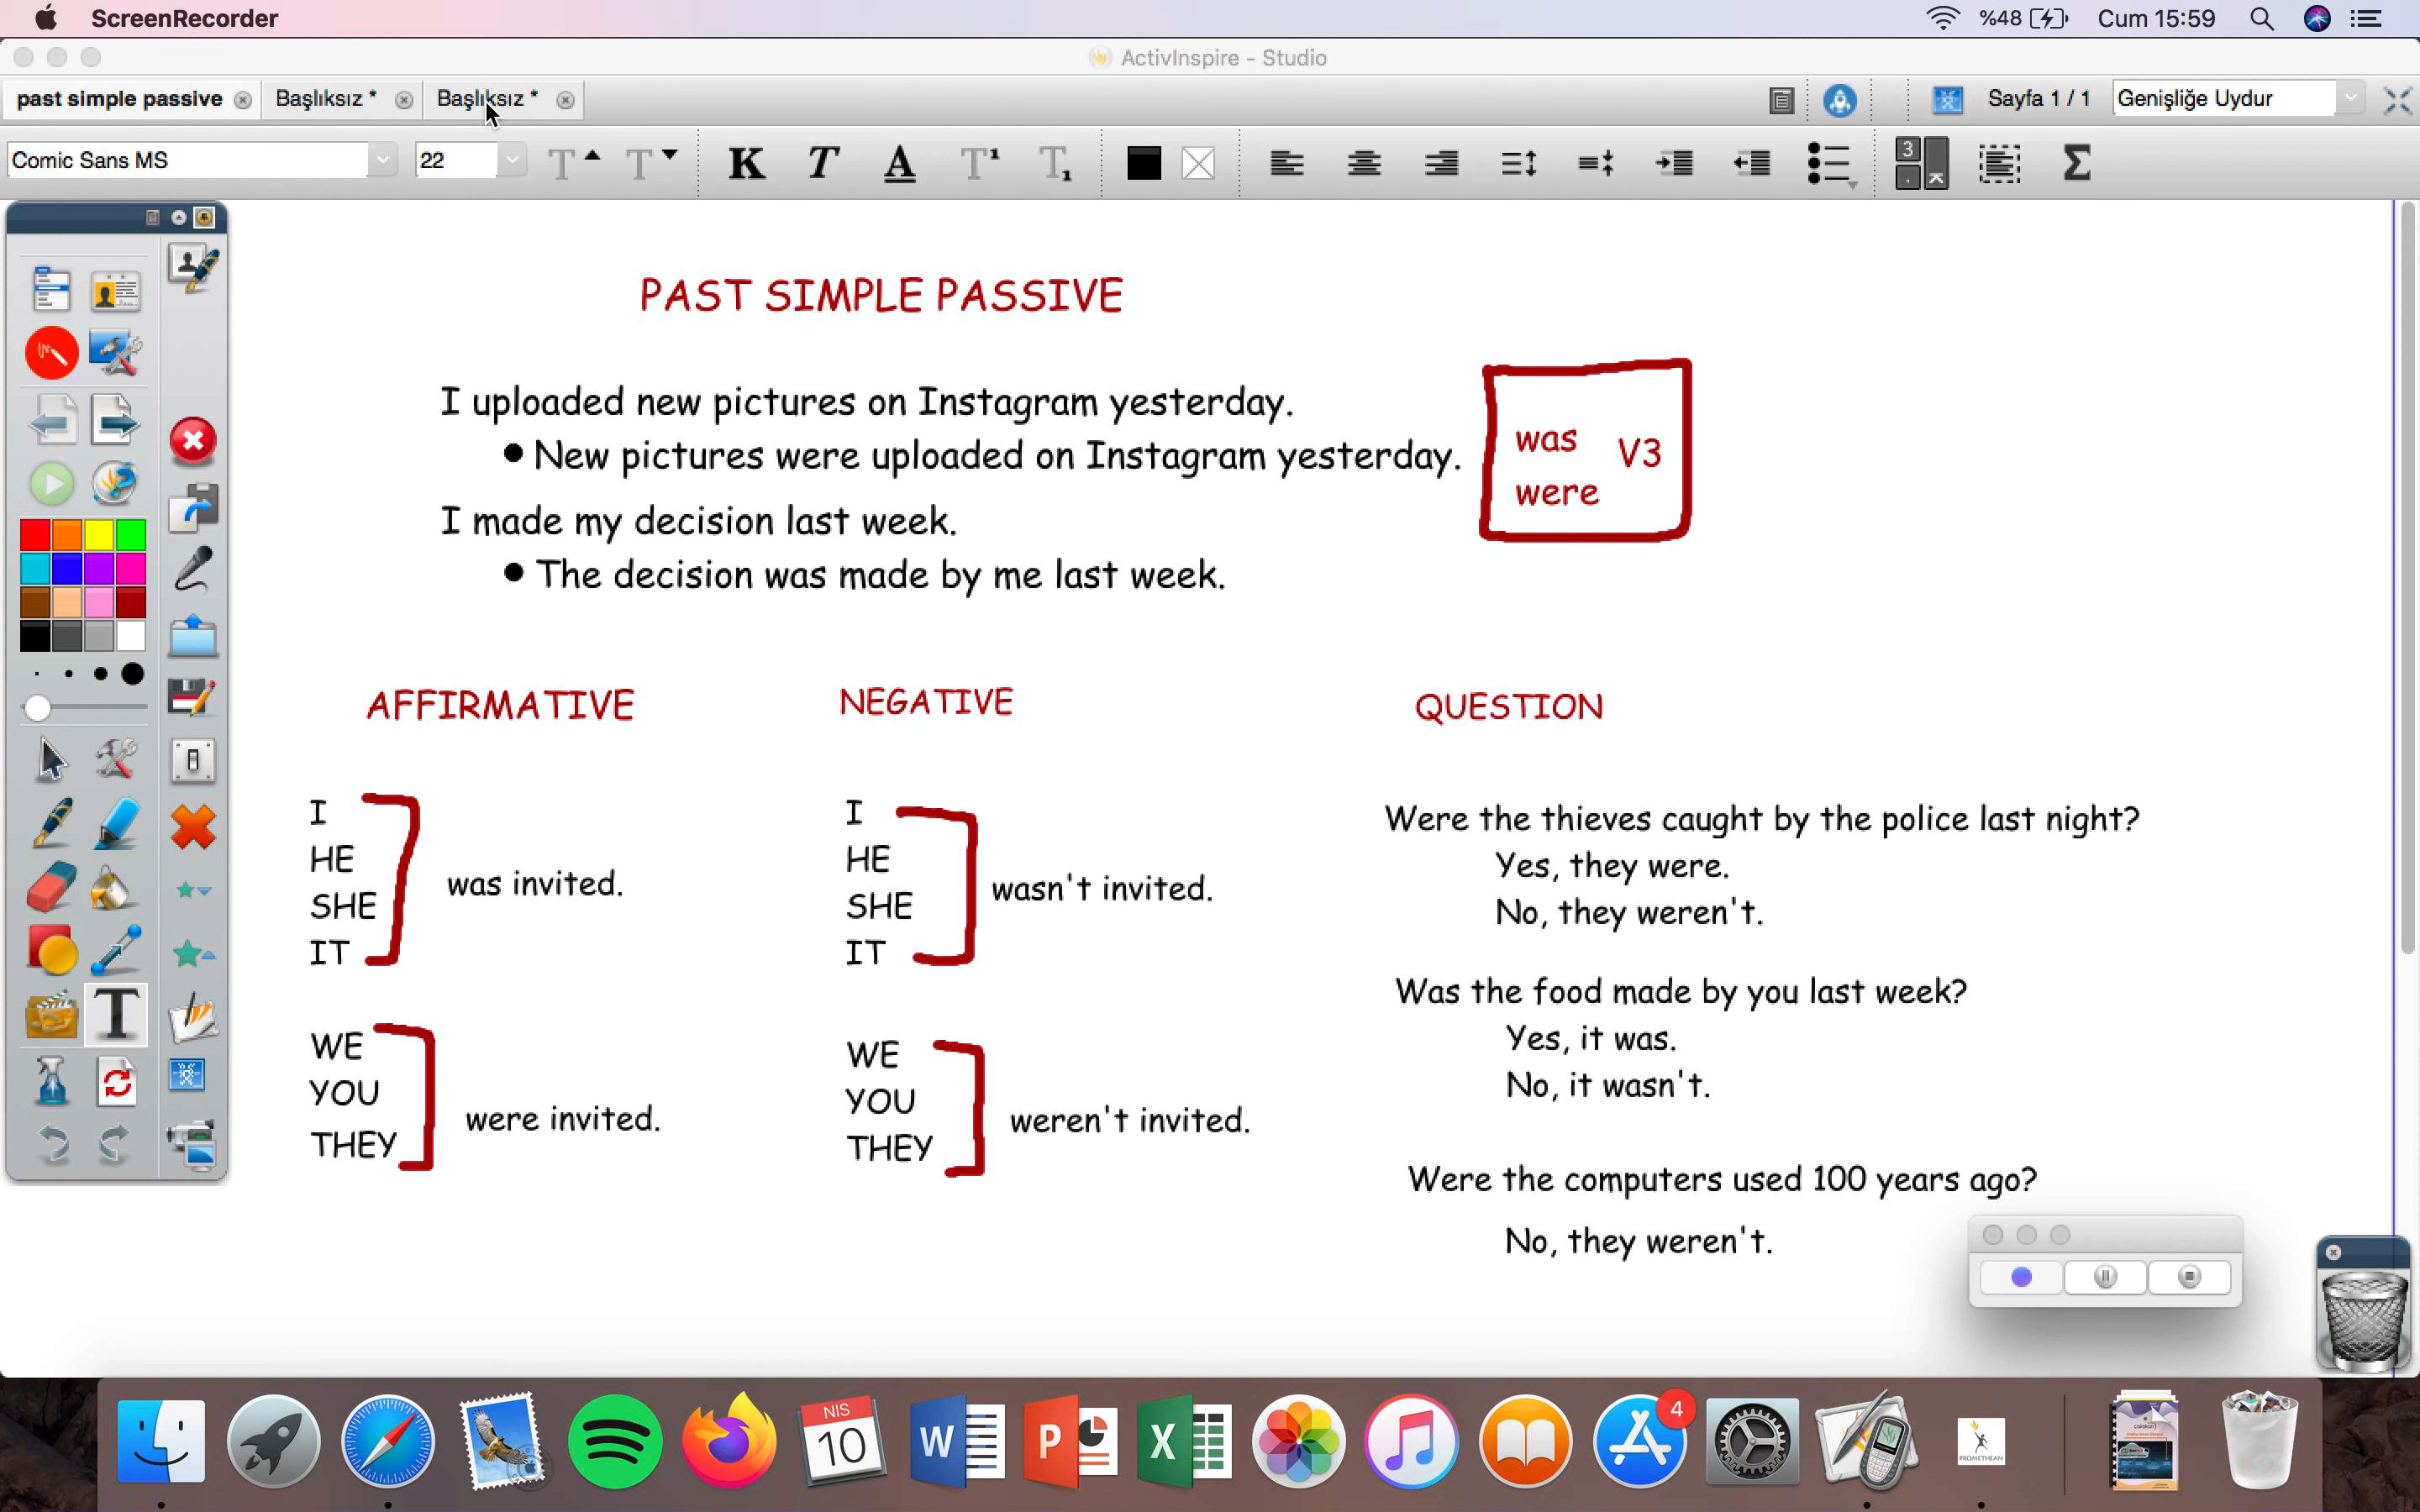 ScreenRecorder
%48
Cum 15:59
ActivInspire - Studio
past simple passive
Başlıksız *
Başlıksız *
Sayfa 1 / 1
Genişliğe Uydur
Comic Sans MS
22
PAST SIMPLE PASSIVE
I uploaded new pictures on Instagram yesterday.
• New pictures were uploaded on Instagram yesterday.
I made my decision last week.
• The decision was made by me last week.
was
V3
were
AFFIRMATIVE
NEGATIVE
QUESTION
I
HE
SHE
IT
was invited.
WE
YOU
THEY
were invited.
I
HE
SHE
IT
wasn't invited.
WE
YOU
THEY
weren't invited.
Were the thieves caught by the police last night?
Yes, they were.
No, they weren't.
Was the food made by you last week?
Yes, it was.
No, it wasn't.
Were the computers used 100 years ago?
No, they weren't.
NIS
10
4
PROMETHEAN